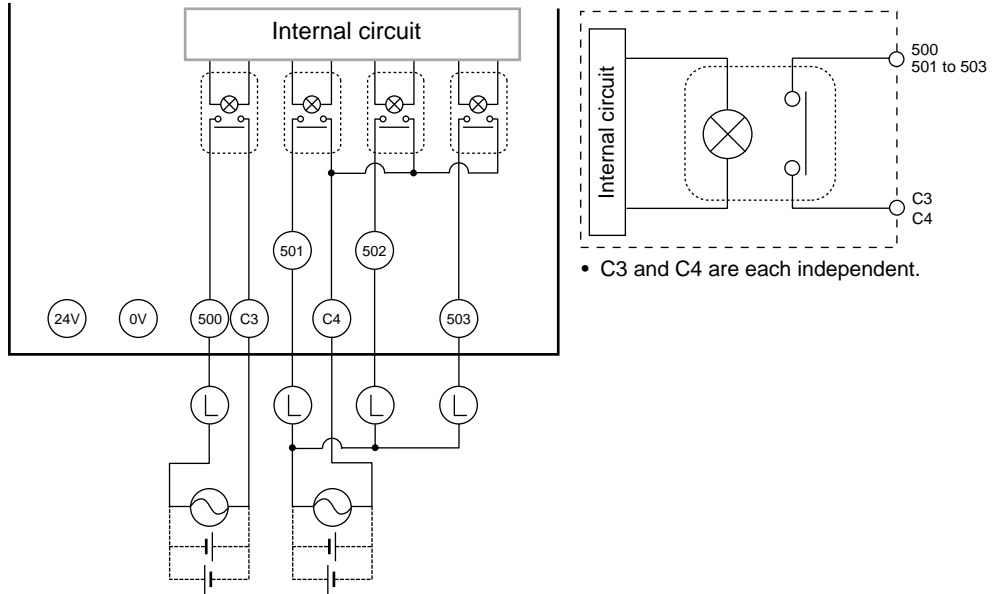 Internal circuit
501
502
24V
0V
500
C3
C4
503
L
L
L
L
Internal circuit
500
501 to 503
C3
C4
• C3 and C4 are each independent.